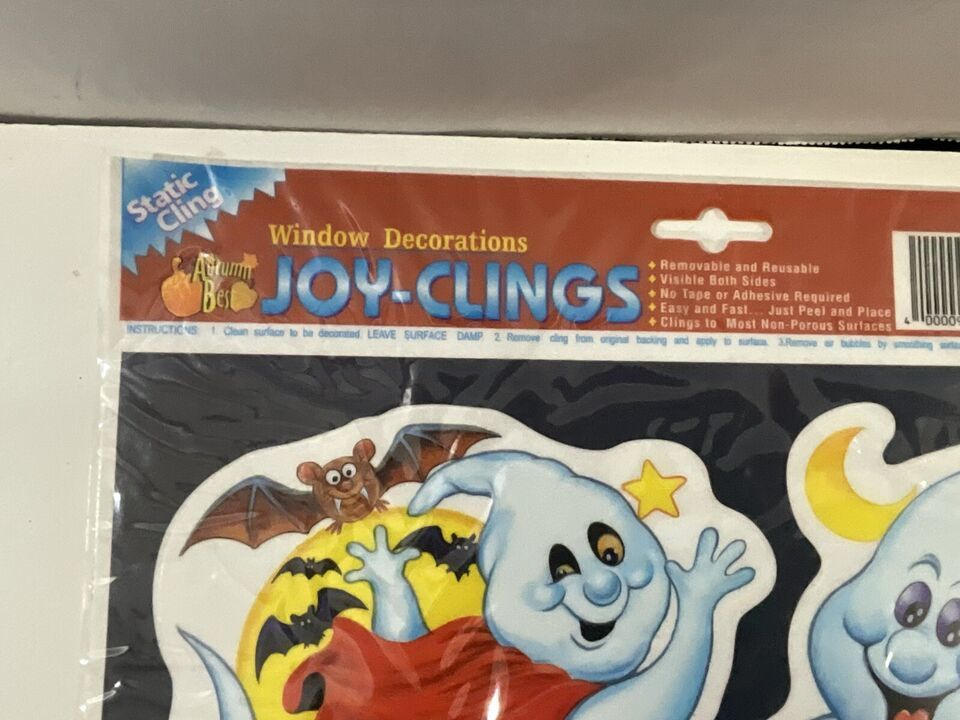 Static
Cling
Window Decorations
Autumn
Best
JOY-CLINGS
♦ Removable and Reusable
♦ Visible Both Sides
♦ No Tape or Adhesive Required
♦ Easy and Fast... Just Peel and Place
♦ Clings to Most Non-Porous Surfaces
4 00009
INSTRUCTIONS: 1. Clean surface to be decorated. LEAVE SURFACE DAMP. 2. Remove cling from original backing and apply to surface. 3.Remove air bubbles by smoothing